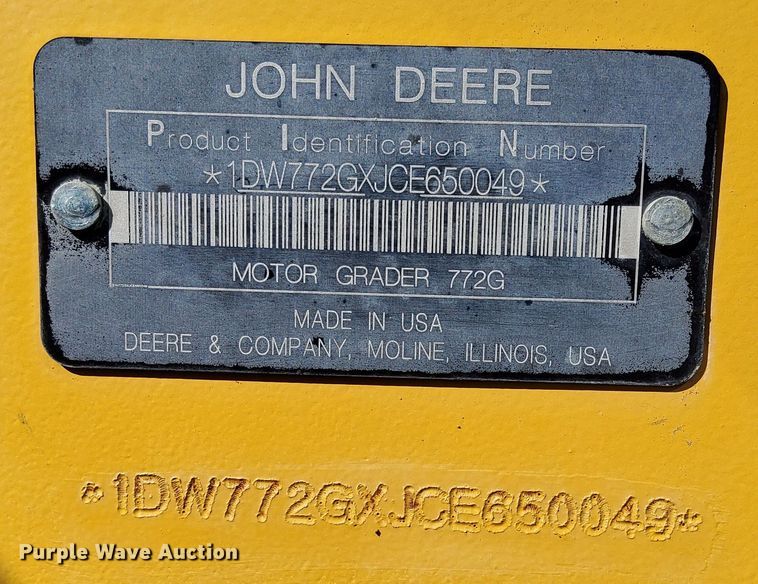 JOHN DEERE
Product Identification Number
*1DW772GXJCE650049*
MOTOR GRADER 772G
MADE IN USA
DEERE & COMPANY, MOLINE, ILLINOIS, USA
*1DW772GXJCE650049*
Purple Wave Auction